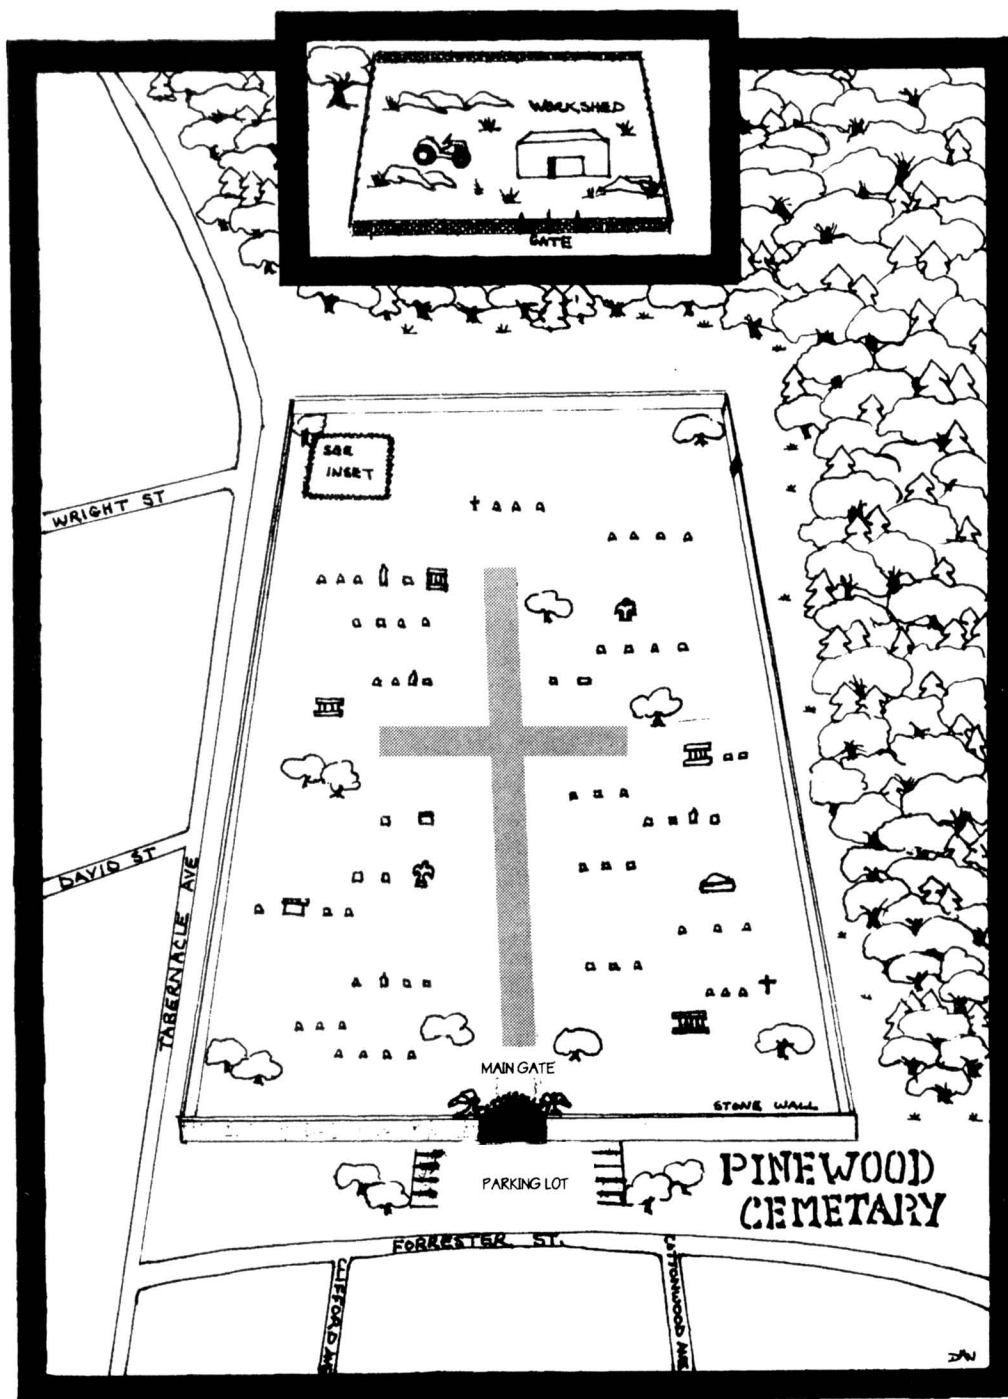 WORKSHED
GATE
SEE
INSET
WRIGHT ST
DAVID ST
TABERNACLE AVE
MAIN GATE
STONE WALL
PARKING LOT
PINEWOOD
CEMETARY
FORRESTER ST.
CLIFFORD AVE
COTTONWOOD AVE
DAN